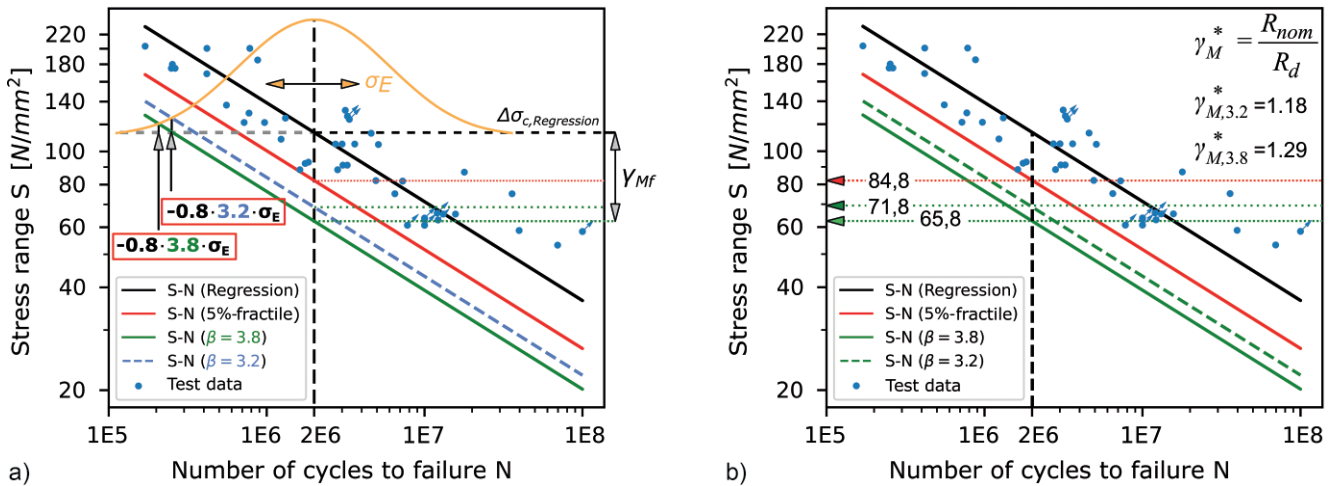 220
180
140
100
80
60
40
20
Stress range S [N/mm²]
σE
Δσc,Regression
γMf
-0.8·3.2·σE
-0.8·3.8·σE
S-N (Regression)
S-N (5%-fractile)
S-N (β = 3.8)
S-N (β = 3.2)
Test data
1E5
1E6
2E6
1E7
1E8
Number of cycles to failure N
a)
220
180
140
100
80
60
40
20
Stress range S [N/mm²]
γM* = Rnom/Rd
γ*M,3.2 =1.18
γ*M,3.8 =1.29
84,8
71,8
65,8
S-N (Regression)
S-N (5%-fractile)
S-N (β = 3.8)
S-N (β = 3.2)
Test data
1E5
1E6
2E6
1E7
1E8
Number of cycles to failure N
b)